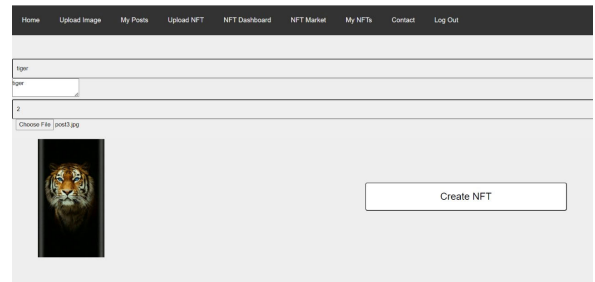 Home Upload Image My Posts Upload NFT NFT Dashboard NFT Market My NFTs Contact Log Out
tiger
tiger
2
Choose File post3.jpg
Create NFT